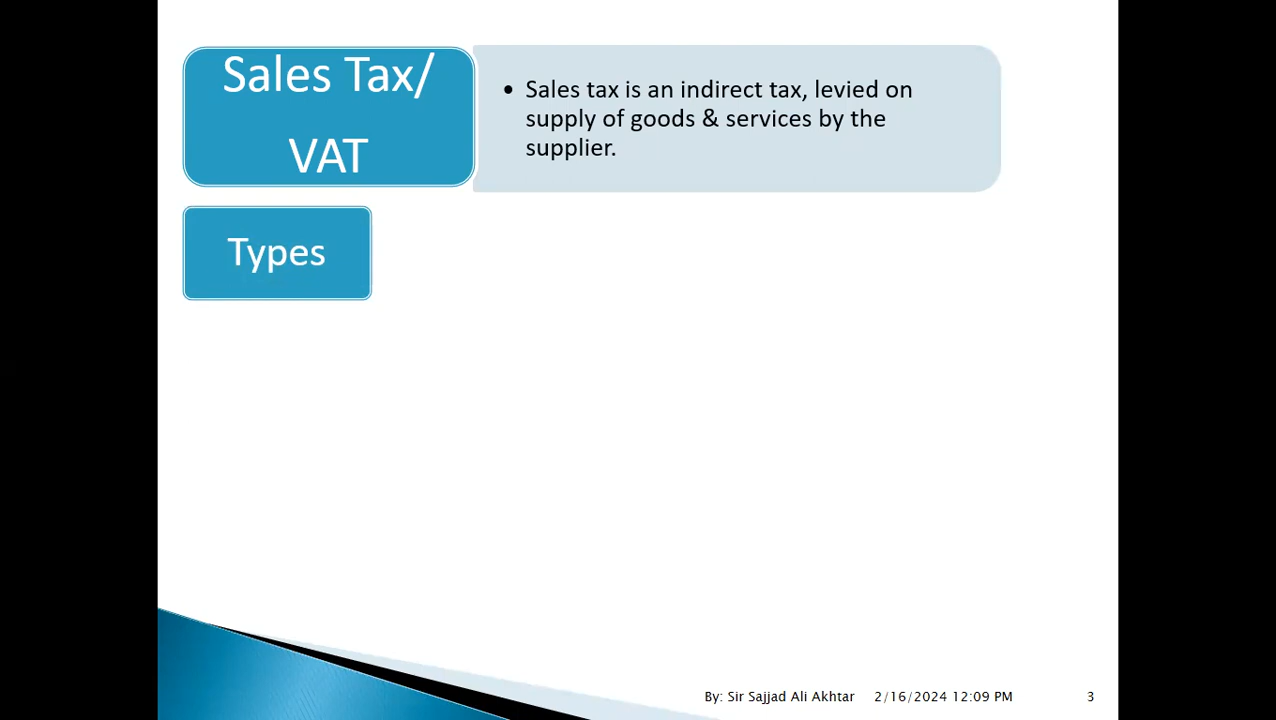 Sales Tax/
VAT
• Sales tax is an indirect tax, levied on
supply of goods & services by the
supplier.
Types
By: Sir Sajjad Ali Akhtar 2/16/2024 12:09 PM 3